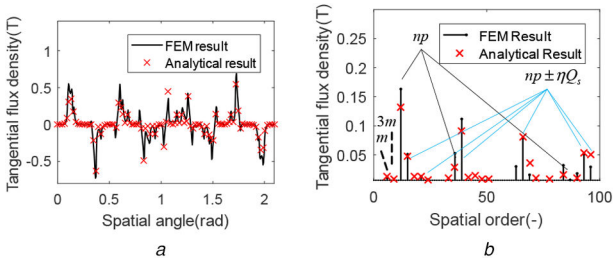 Tangential flux density(T)
1
0.5
0
-0.5
0
0.5
1
1.5
2
Spatial angle(rad)
FEM result
Analytical result
a
Tangential flux density(T)
0.25
0.2
0.15
0.1
0.05
0
50
100
Spatial order(-)
np
FEM Result
Analytical Result
np ± ηQs
3m
m
b